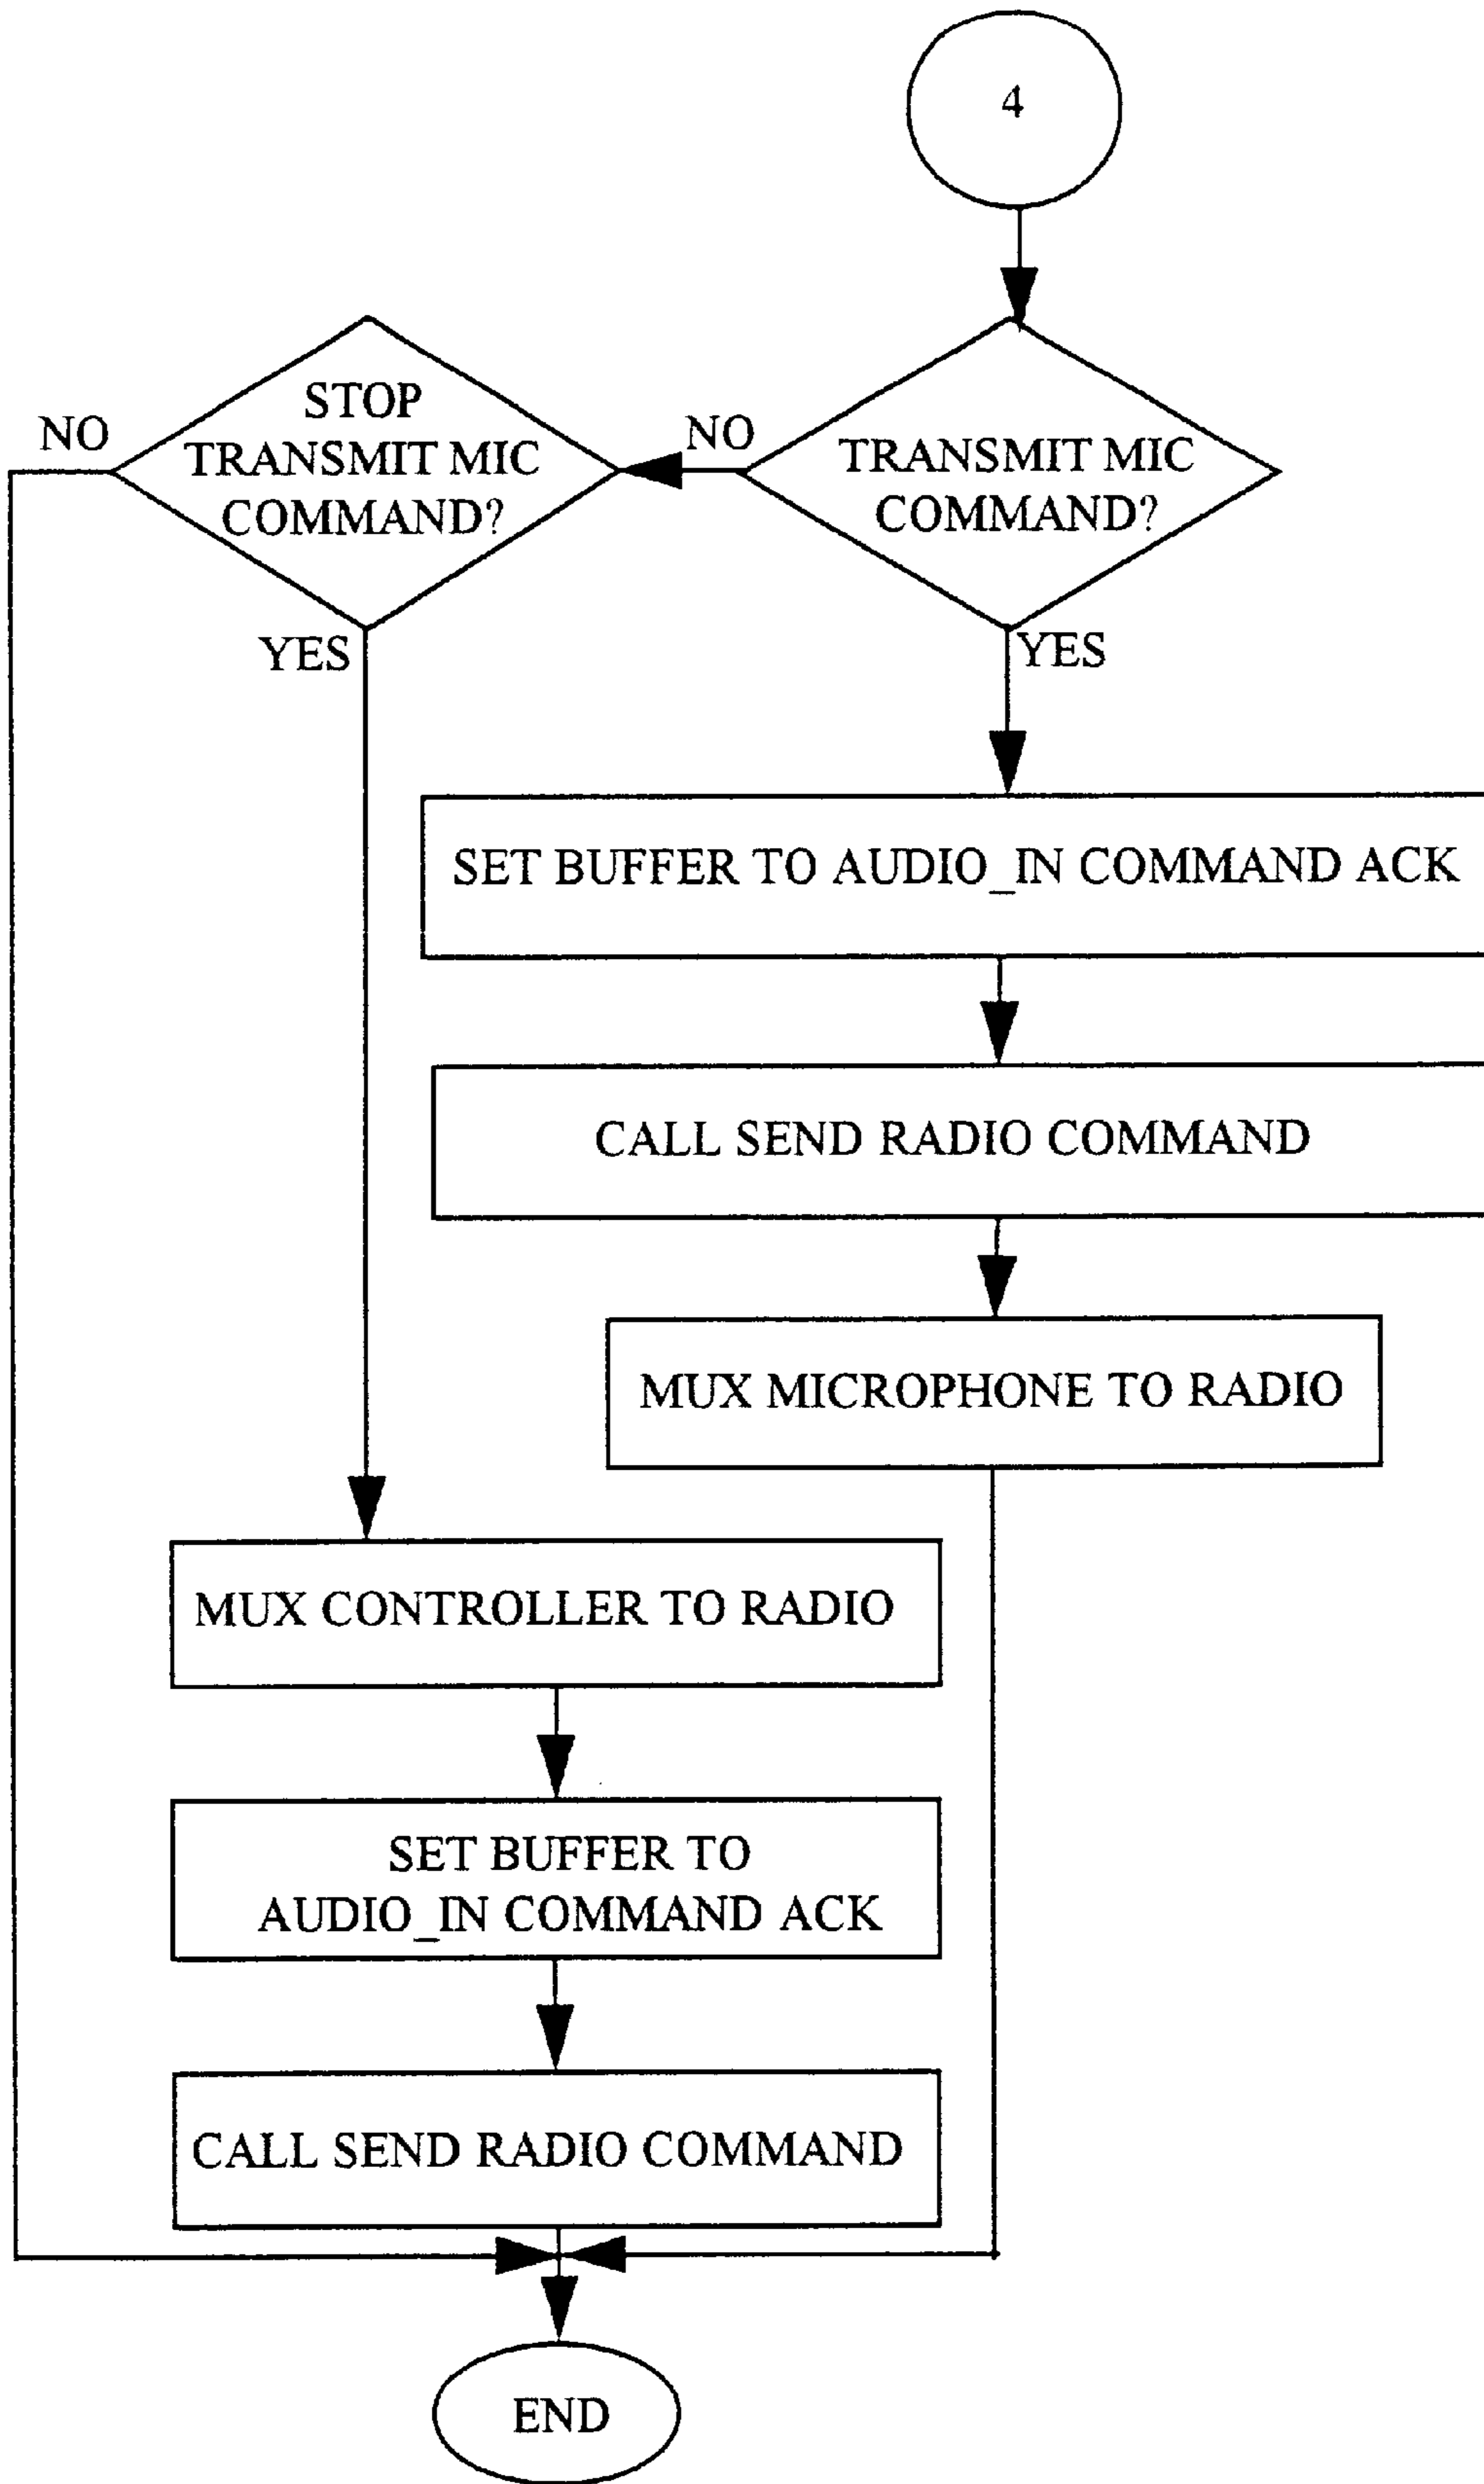 4
STOP
TRANSMIT MIC
COMMAND?
NO
NO
TRANSMIT MIC
COMMAND?
YES
YES
SET BUFFER TO AUDIO_IN COMMAND ACK
CALL SEND RADIO COMMAND
MUX MICROPHONE TO RADIO
MUX CONTROLLER TO RADIO
SET BUFFER TO
AUDIO_IN COMMAND ACK
CALL SEND RADIO COMMAND
END